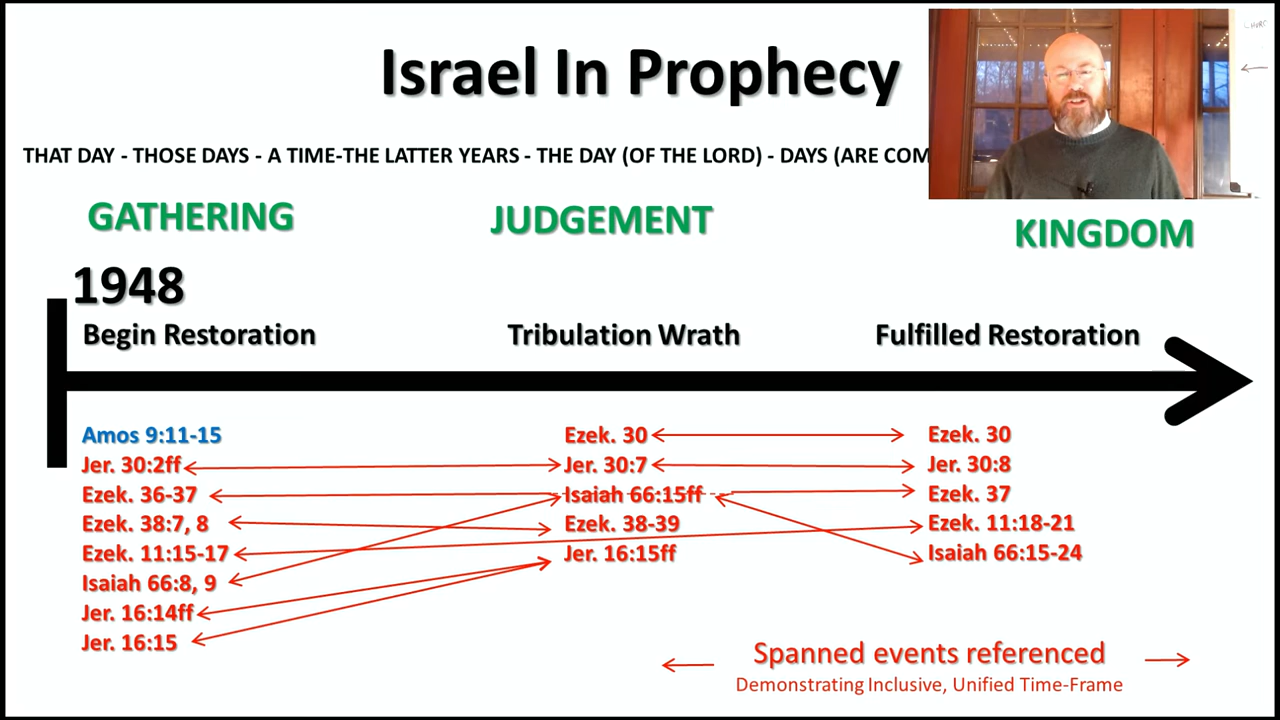 Israel In Prophecy
THAT DAY - THOSE DAYS - A TIME-THE LATTER YEARS - THE DAY (OF THE LORD) - DAYS (ARE COM
GATHERING
JUDGEMENT
KINGDOM
1948
Begin Restoration
Tribulation Wrath
Fulfilled Restoration
Amos 9:11-15
Jer. 30:2ff
Ezek. 36-37
Ezek. 38:7, 8
Ezek. 11:15-17
Isaiah 66:8, 9
Jer. 16:14ff
Jer. 16:15
Ezek. 30
Jer. 30:7
Isaiah 66:15ff
Ezek. 38-39
Jer. 16:15ff
Ezek. 30
Jer. 30:8
Ezek. 37
Ezek. 11:18-21
Isaiah 66:15-24
Spanned events referenced
Demonstrating Inclusive, Unified Time-Frame